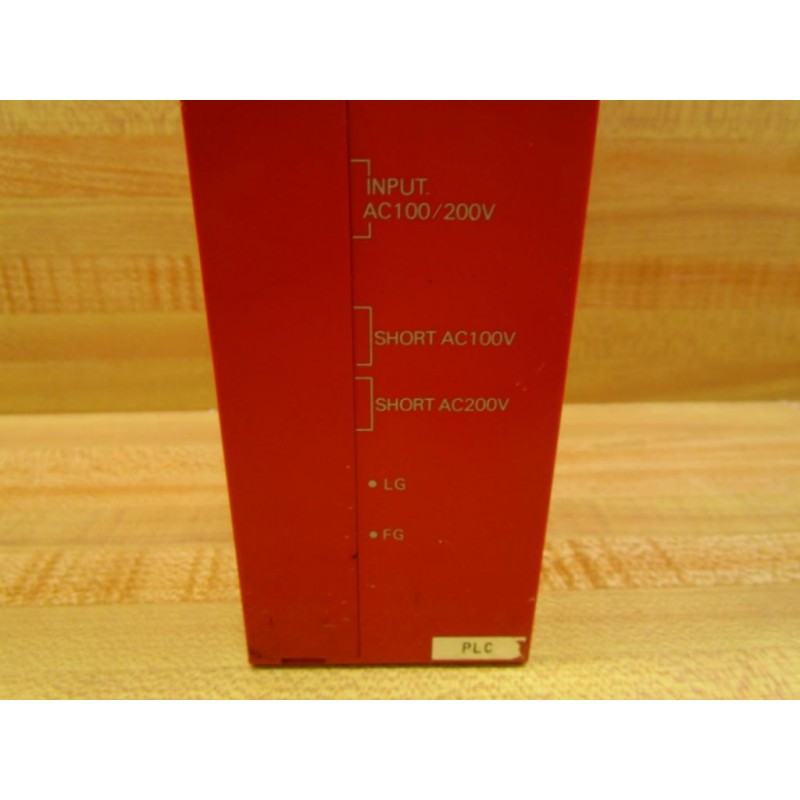 INPUT.
AC100/200V
SHORT AC100V
SHORT AC200V
LG
FG
PLC